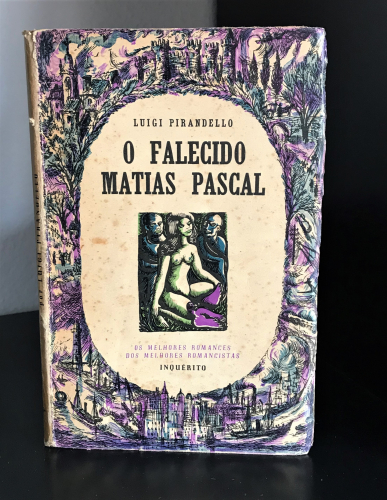 LUIGI PIRANDELLO
O FALECIDO
MATIAS PASCAL
OS MELHORES ROMANCES
DOS MELHORES ROMANCISTAS
INQUÉRITO